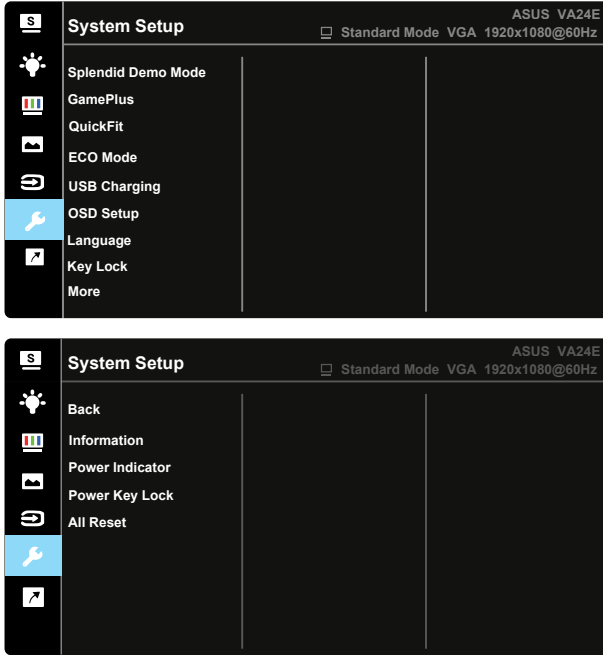 S
System Setup
ASUS VA24E
Standard Mode VGA 1920x1080@60Hz
Splendid Demo Mode
GamePlus
QuickFit
ECO Mode
USB Charging
OSD Setup
Language
Key Lock
More
S
System Setup
ASUS VA24E
Standard Mode VGA 1920x1080@60Hz
Back
Information
Power Indicator
Power Key Lock
All Reset